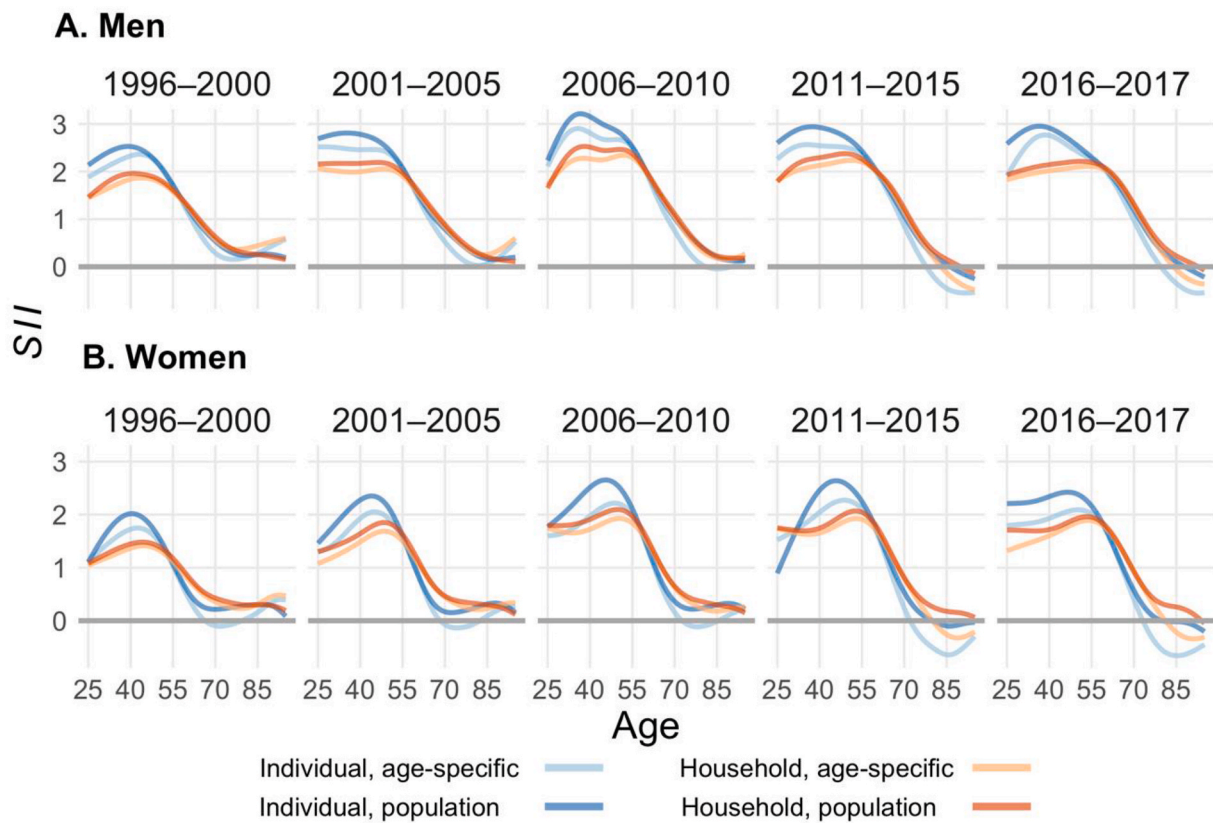 A. Men
1996–2000 2001–2005 2006–2010 2011–2015 2016–2017
3
2
1
0
SII
B. Women
1996–2000 2001–2005 2006–2010 2011–2015 2016–2017
3
2
1
0
25 40 55 70 85 25 40 55 70 85 25 40 55 70 85 25 40 55 70 85 25 40 55 70 85
Age
Individual, age-specific Household, age-specific
Individual, population Household, population